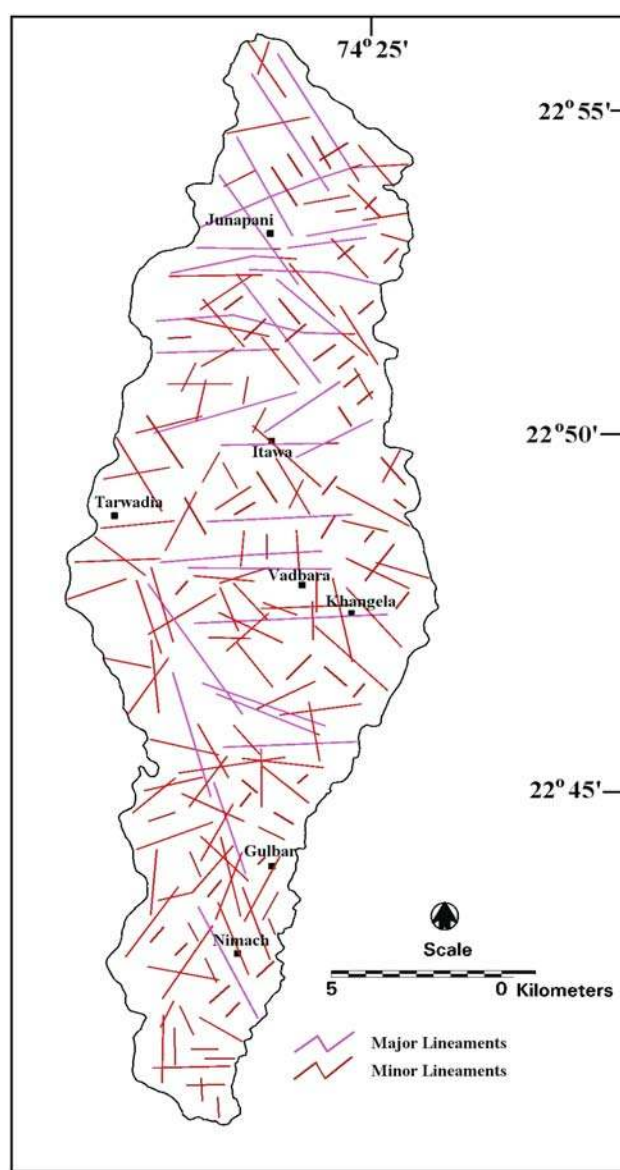 74° 25'
22° 55'
Junapani
22° 50'
Itawa
Tarwadia
Vadbara
Khangela
22° 45'
Gulbar
Nimach
Scale
5 0 Kilometers
Major Lineaments
Minor Lineaments